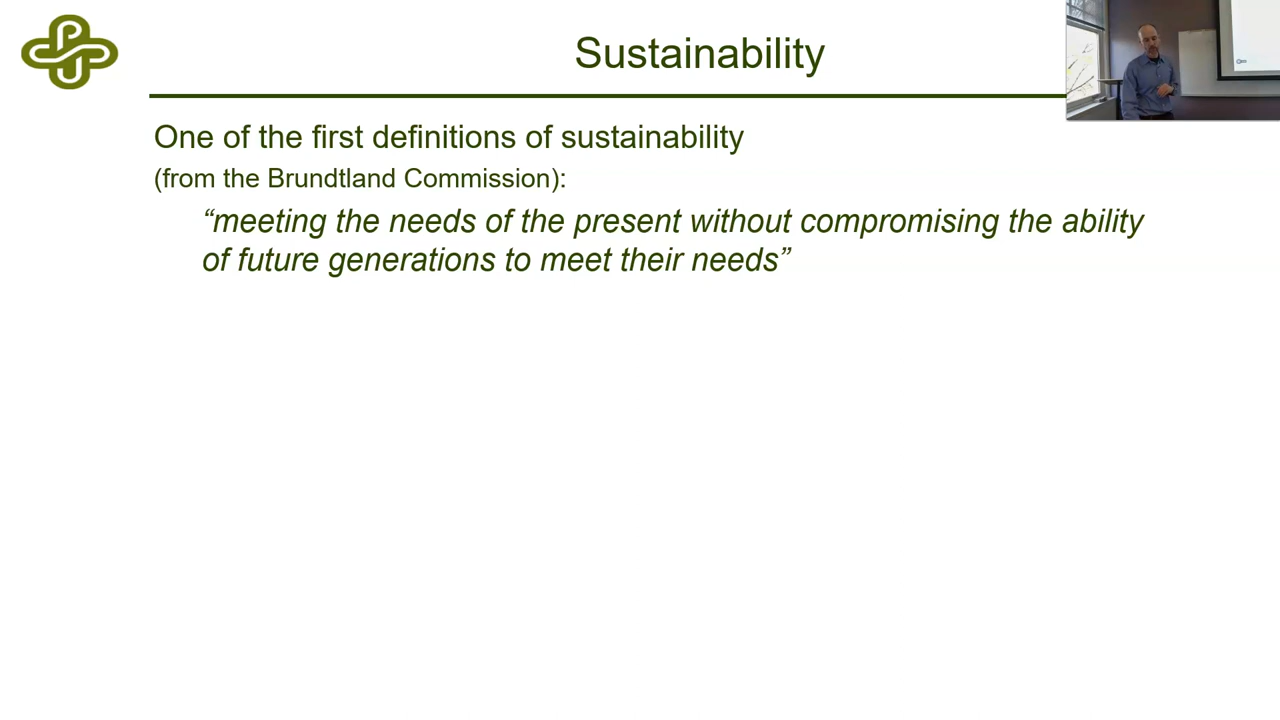 PSU
Sustainability
One of the first definitions of sustainability
(from the Brundtland Commission):
“meeting the needs of the present without compromising the ability
of future generations to meet their needs”